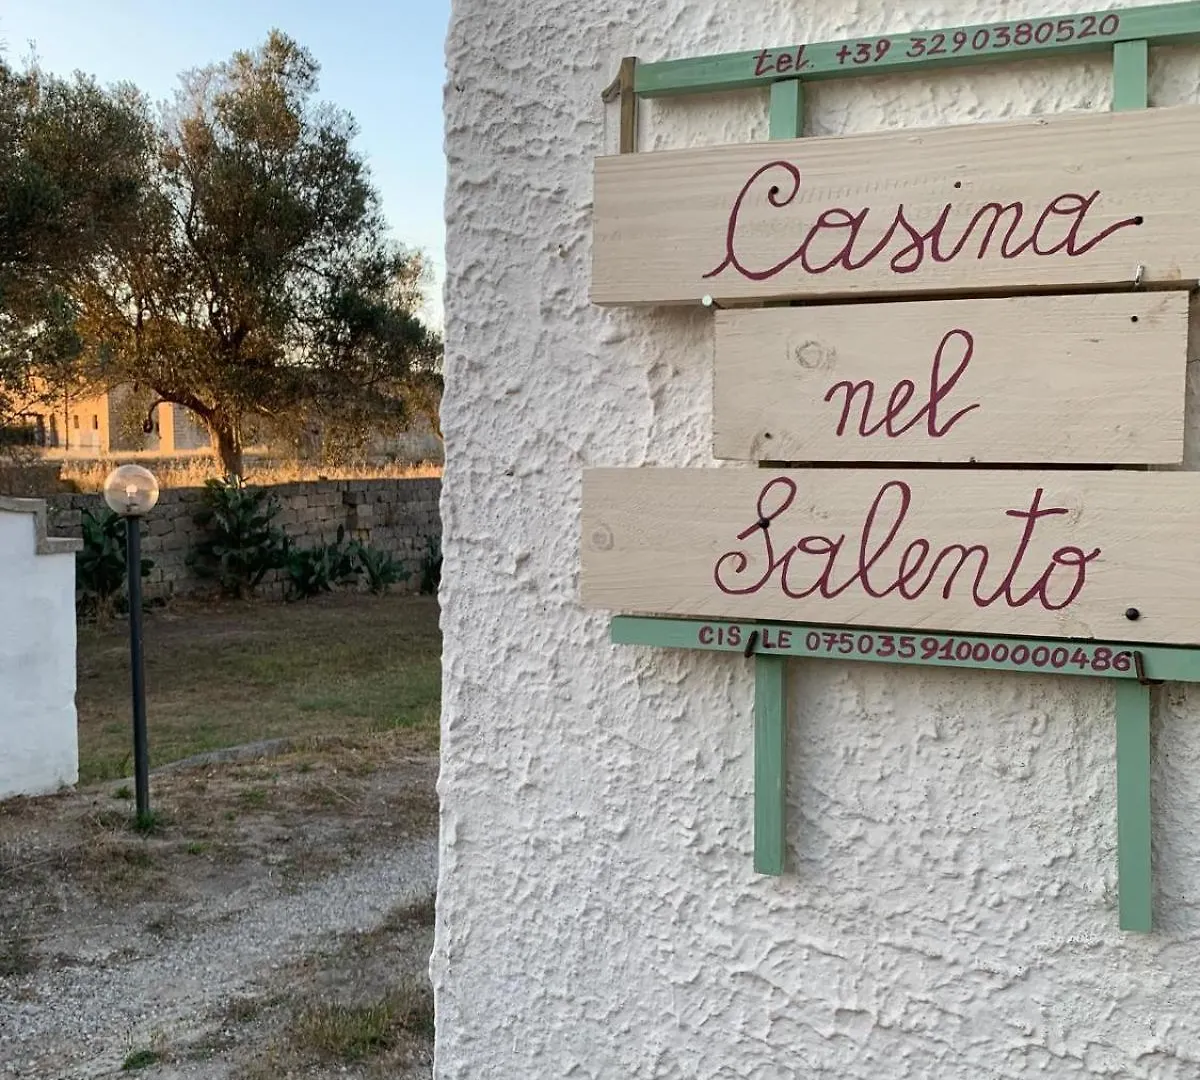 tel. +39 3290380520
Casina
nel
Salento
CIS LE 07503591000000486